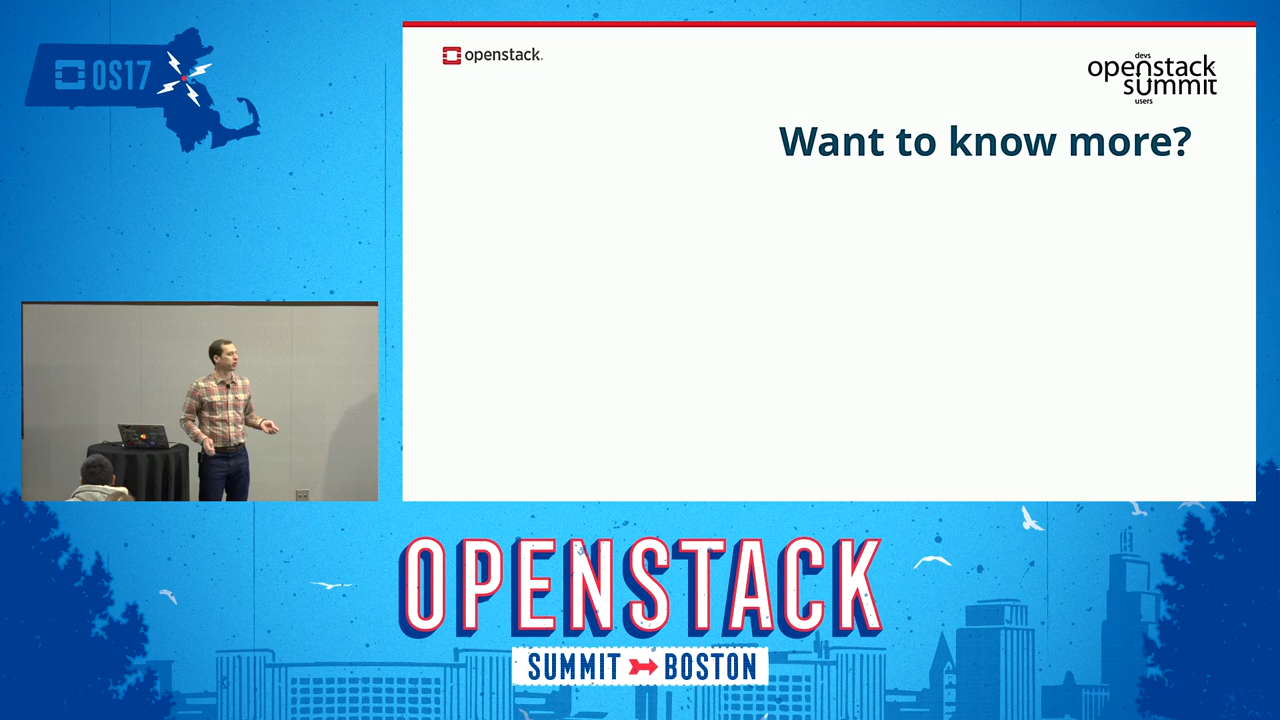 OS17
openstack.
devs
openstack
summit
users
Want to know more?
OPENSTACK
SUMMIT BOSTON